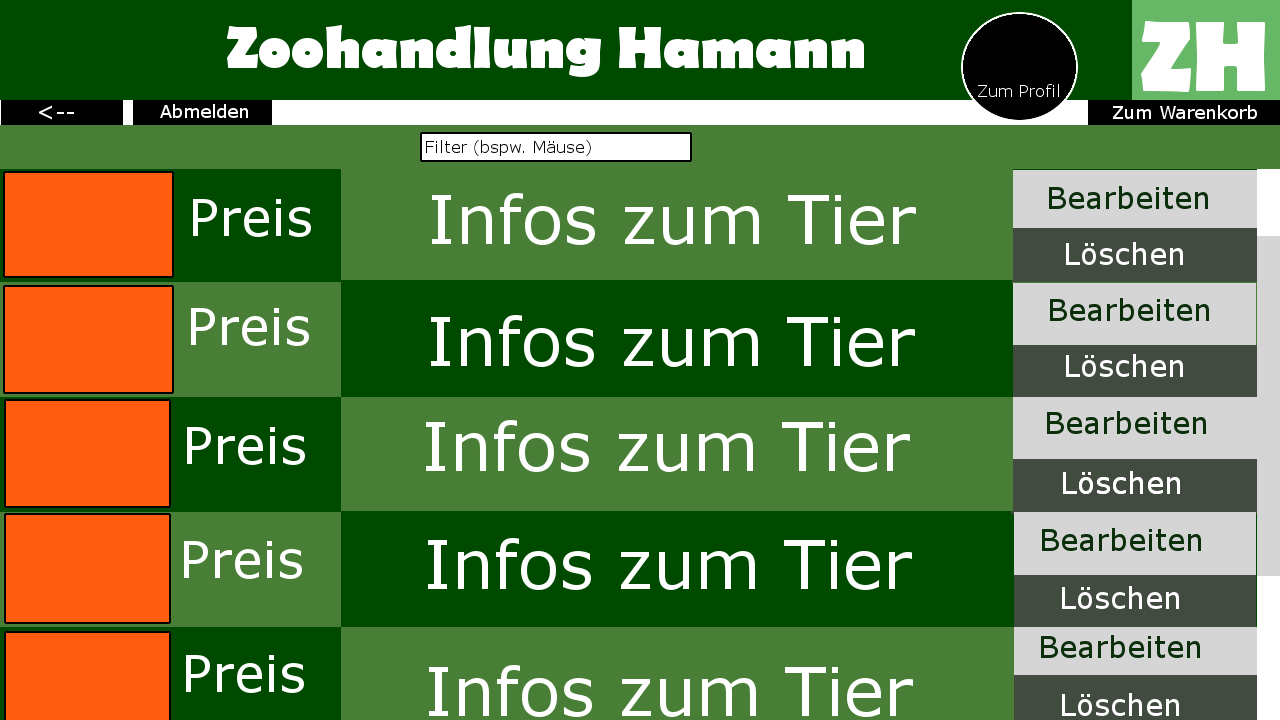 Zoohandlung Hamann
ZH
Zum Profil
<--
Abmelden
Zum Warenkorb
Filter (bspw. Mäuse)
Preis
Infos zum Tier
Bearbeiten
Löschen
Preis
Infos zum Tier
Bearbeiten
Löschen
Preis
Infos zum Tier
Bearbeiten
Löschen
Preis
Infos zum Tier
Bearbeiten
Löschen
Preis
Infos zum Tier
Bearbeiten
Löschen